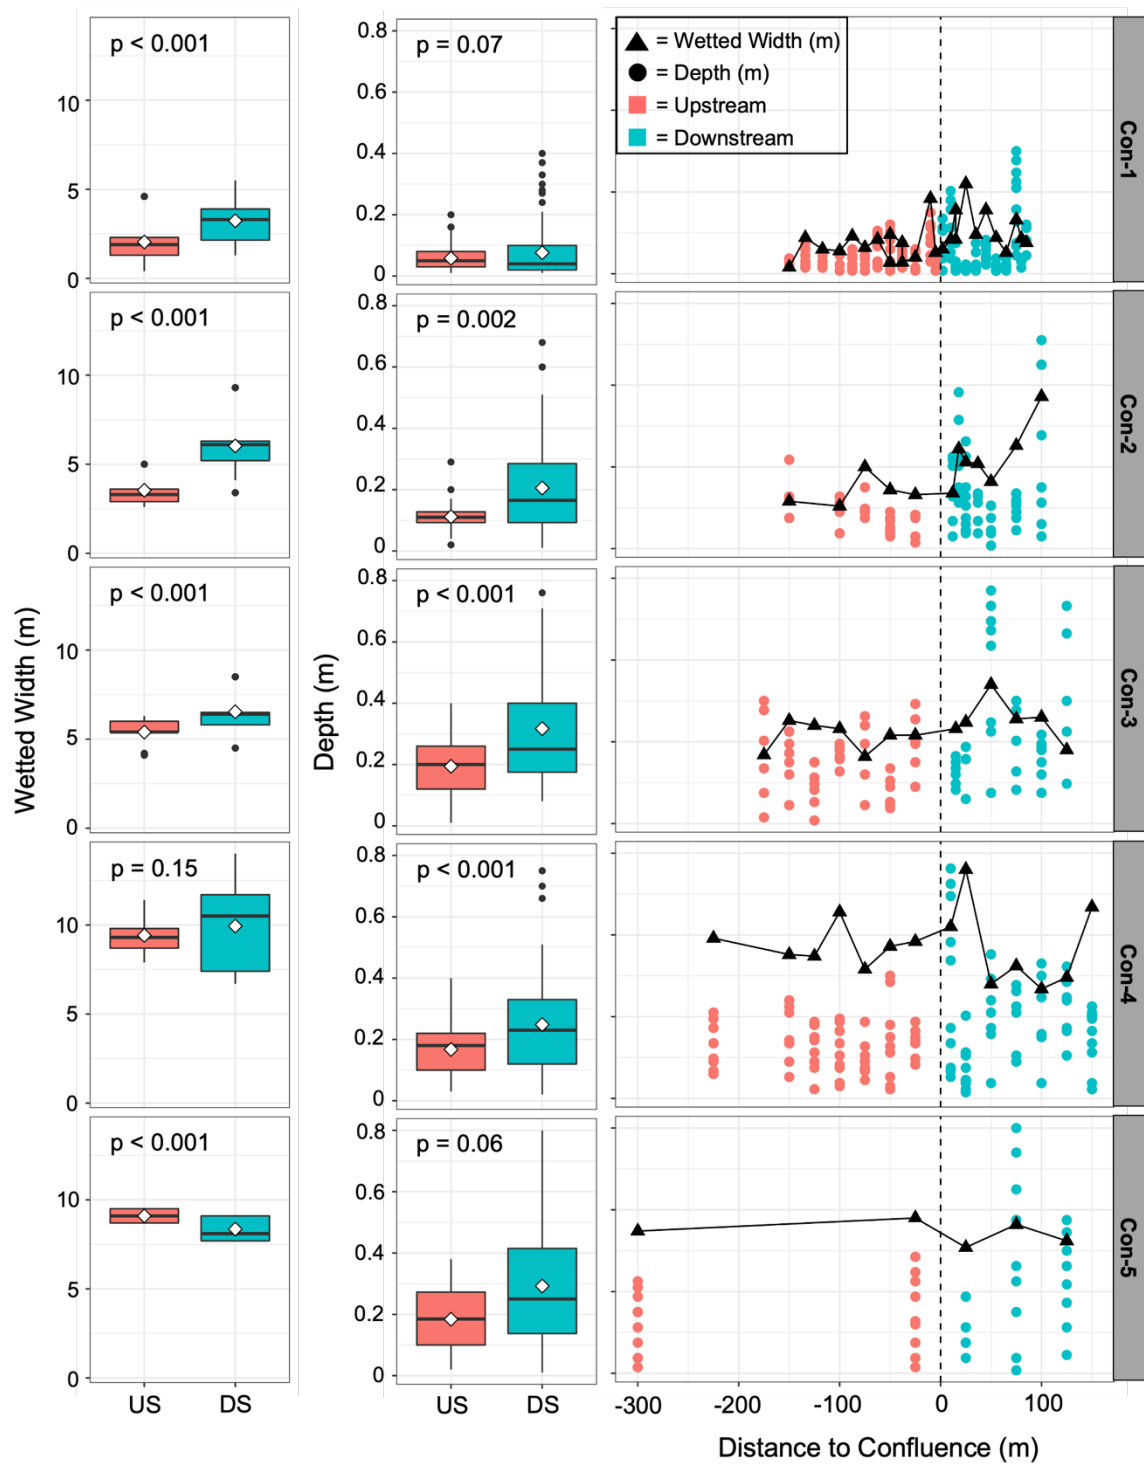 p < 0.001
10
5
0
0.8
p = 0.07
0.6
0.4
0.2
0
= Wetted Width (m)
= Depth (m)
= Upstream
= Downstream
Con-1
p < 0.001
10
5
0
0.8
p = 0.002
0.6
0.4
0.2
0
Con-2
p < 0.001
10
5
0
0.8
p < 0.001
0.6
0.4
0.2
0
Con-3
Wetted Width (m)
Depth (m)
p = 0.15
10
5
0
0.8
p < 0.001
0.6
0.4
0.2
0
Con-4
p < 0.001
10
5
0
0.8
p = 0.06
0.6
0.4
0.2
0
Con-5
US DS
US DS
-300 -200 -100 0 100
Distance to Confluence (m)